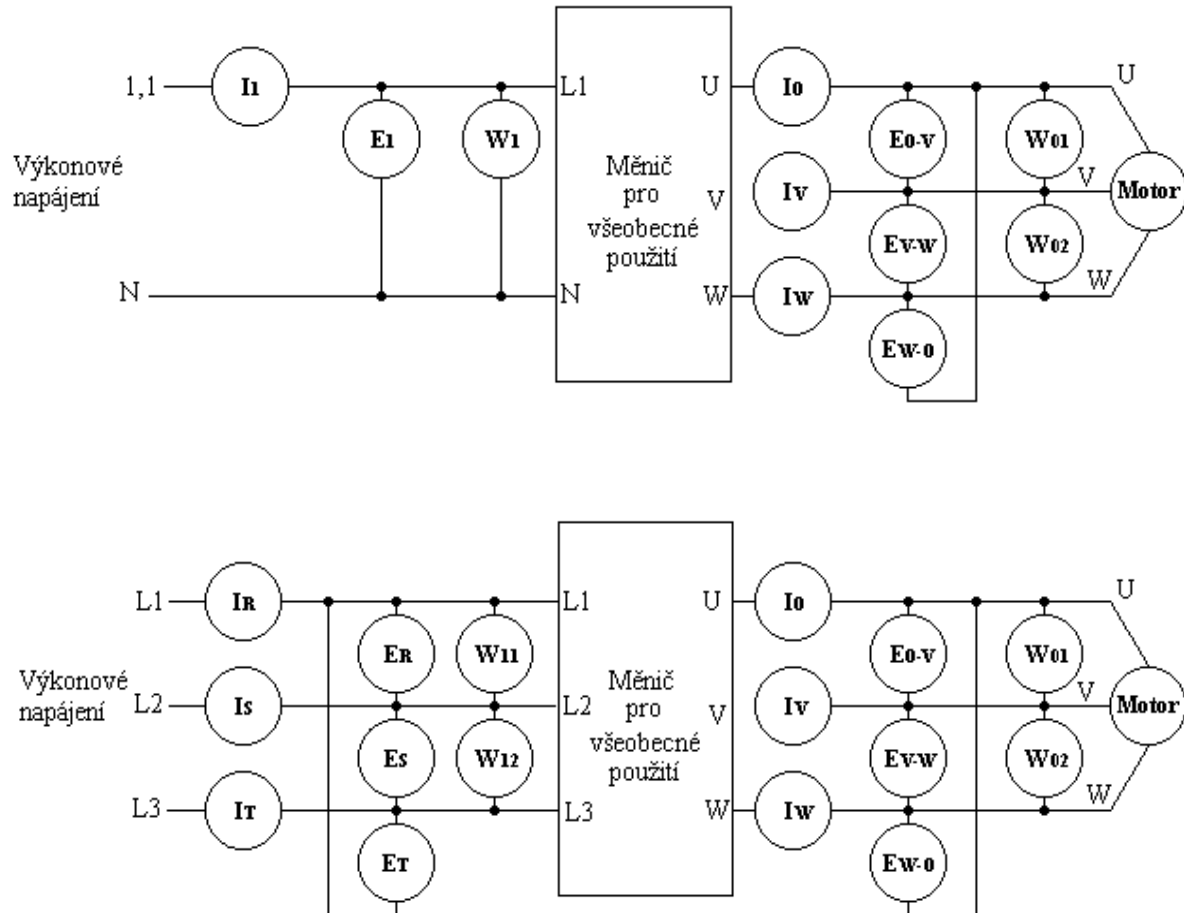 1,1 I1 E1 W1 L1 U I0 E0-V W01 U
Výkonové
napájení
Měnič
pro
všeobecné
použití
V IV V Motor
EV-W W02
N N W IW W
EW-0
L1 IR ER W11 L1 U I0 E0-V W01 U
Výkonové
napájení
L2 IS L2
Měnič
pro
všeobecné
použití
V IV V Motor
ES W12 EV-W W02
L3 IT L3 W IW W
ET EW-0